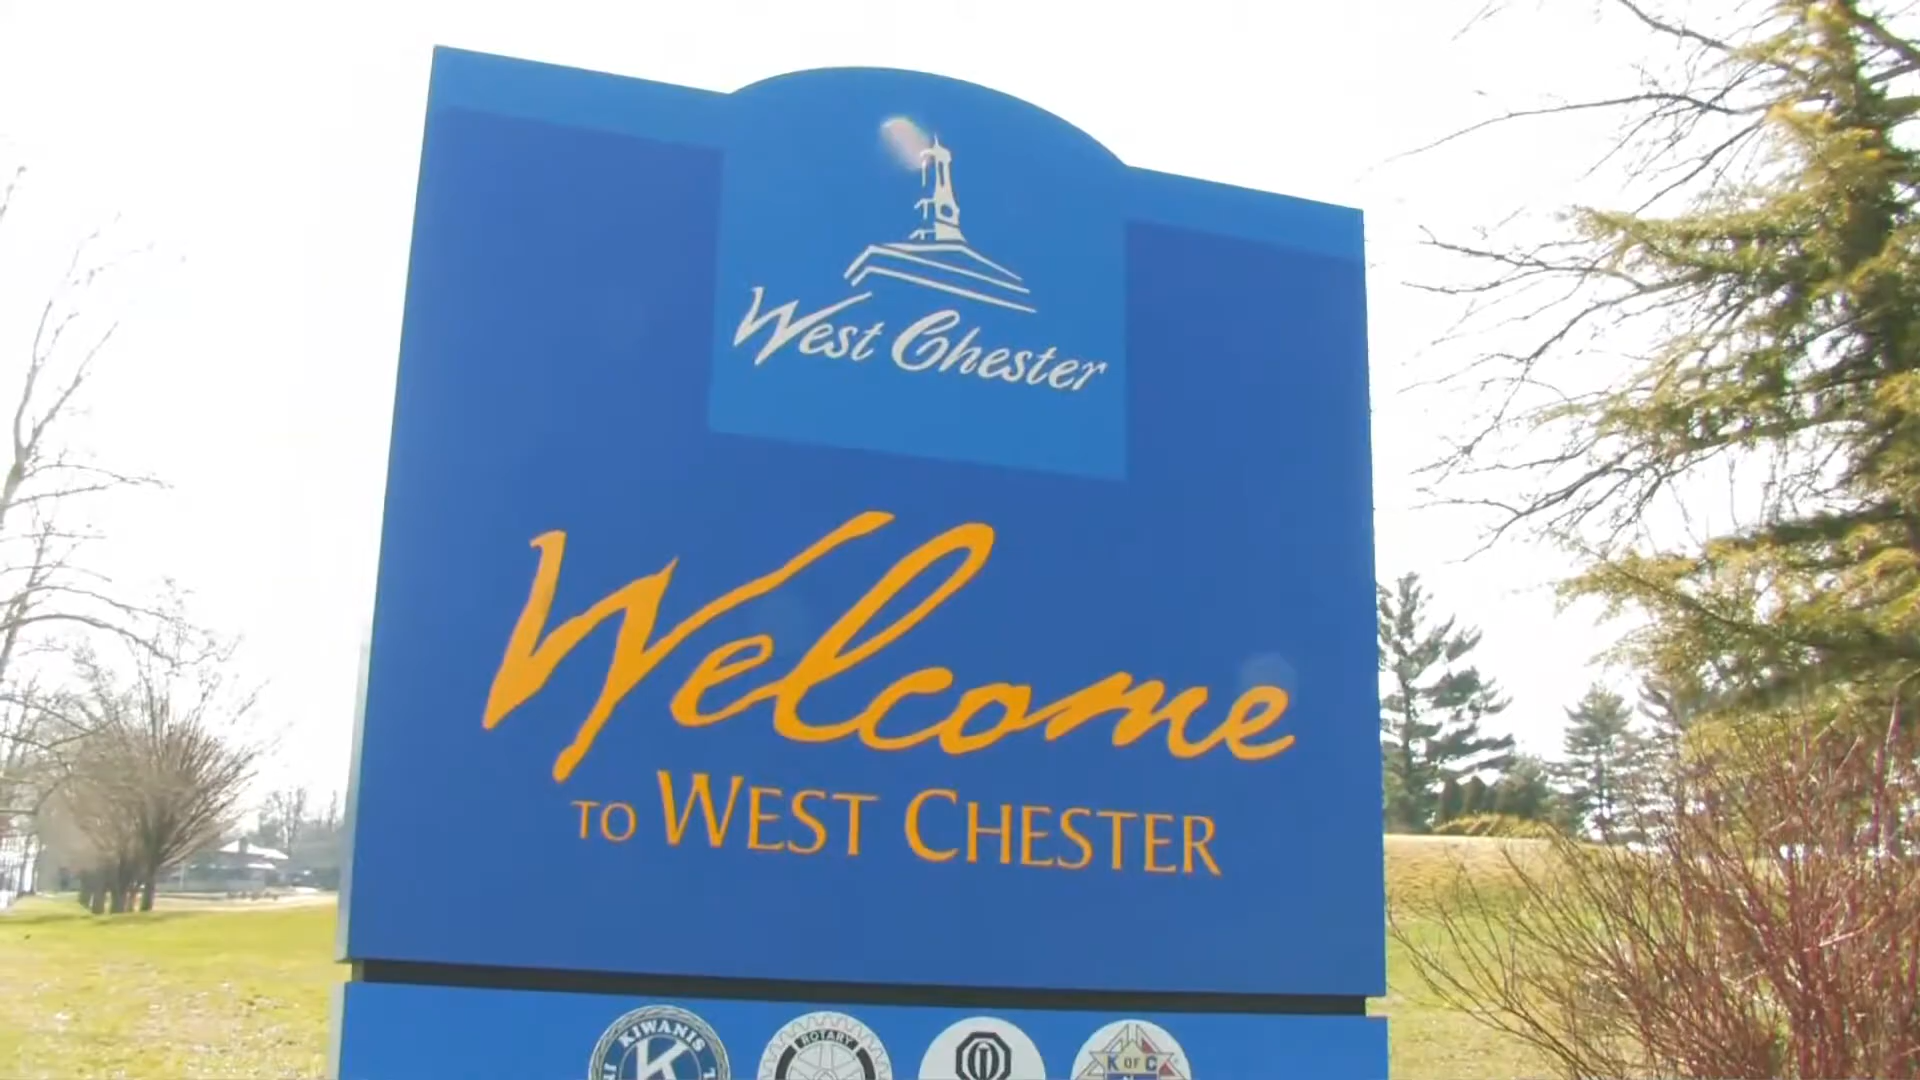 West Chester
Welcome
TO WEST CHESTER
KIWANIS
K
ROTARY
K OF C